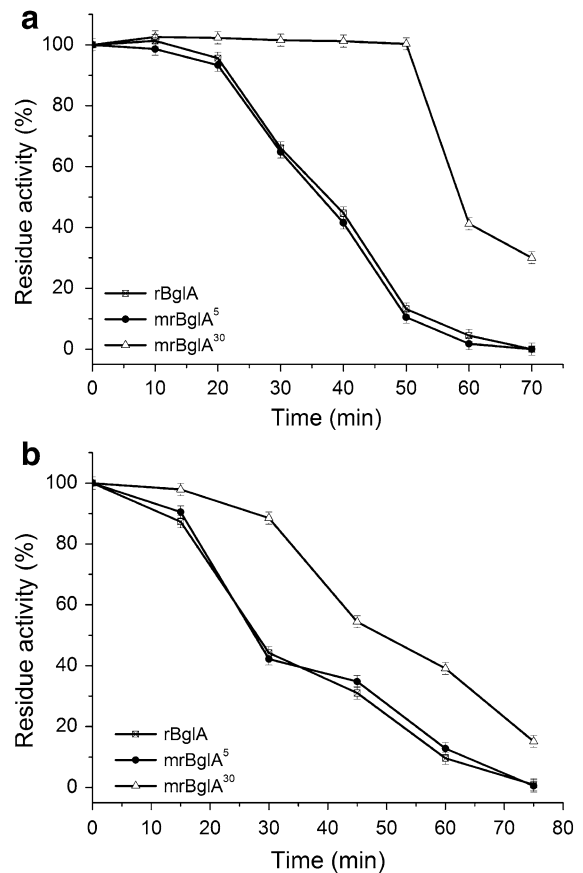 a
Residue activity (%)
100
80
60
40
20
0
rBglA
mrBglA⁵
mrBglA³⁰
0 10 20 30 40 50 60 70
Time (min)
b
Residue activity (%)
100
80
60
40
20
0
rBglA
mrBglA⁵
mrBglA³⁰
0 10 20 30 40 50 60 70 80
Time (min)